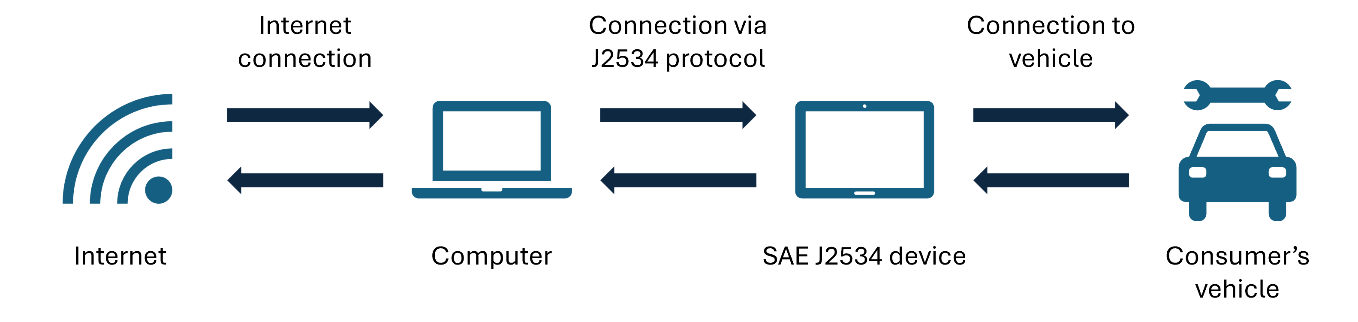 Internet
connection
Connection via
J2534 protocol
Connection to
vehicle
Internet
Computer
SAE J2534 device
Consumer’s
vehicle